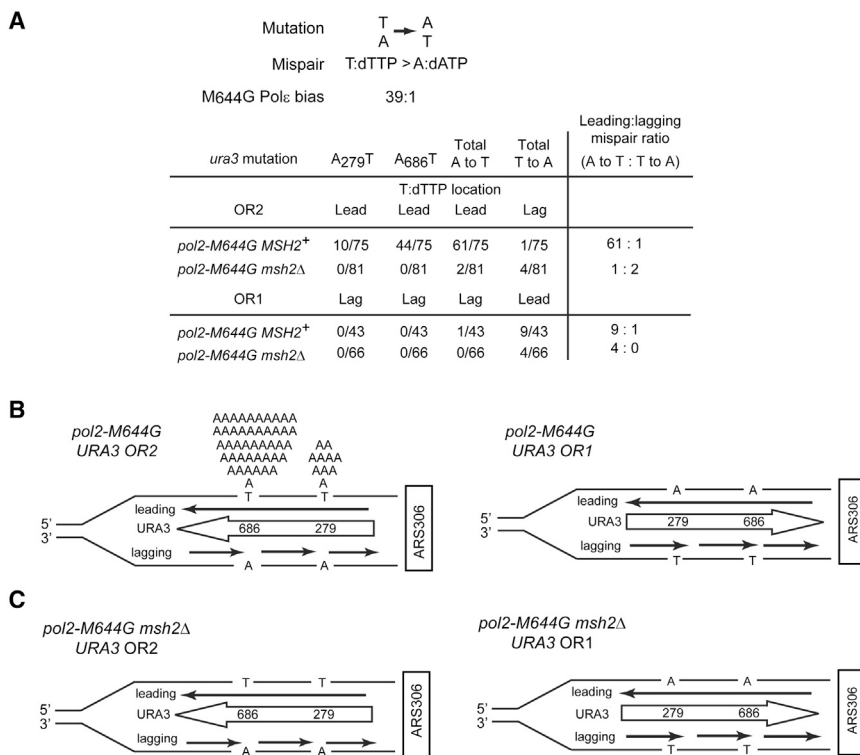 A
Mutation
T → A
A T
Mispair T:dTTP > A:dATP
M644G Polε bias 39:1
Leading:lagging
mispair ratio
(A to T : T to A)
ura3 mutation A279T A686T Total A to T Total T to A
T:dTTP location
OR2 Lead Lead Lead Lag
pol2-M644G MSH2+ 10/75 44/75 61/75 1/75 61 : 1
pol2-M644G msh2Δ 0/81 0/81 2/81 4/81 1 : 2
OR1 Lag Lag Lag Lead
pol2-M644G MSH2+ 0/43 0/43 1/43 9/43 9 : 1
pol2-M644G msh2Δ 0/66 0/66 0/66 4/66 4 : 0
B
pol2-M644G
URA3 OR2
AAAAAAAAAA
AAAAAAAAAA
AAAAAAAAA AA
AAAAAAAA AAAA
AAAAAA AAA
A A
T T
leading
5' URA3 686 279
3'
lagging
A A
ARS306
pol2-M644G
URA3 OR1
A A
leading
5' URA3 279 686
3'
lagging
T T
ARS306
C
pol2-M644G msh2Δ
URA3 OR2
T T
leading
5' URA3 686 279
3'
lagging
A A
ARS306
pol2-M644G msh2Δ
URA3 OR1
A A
leading
5' URA3 279 686
3'
lagging
T T
ARS306